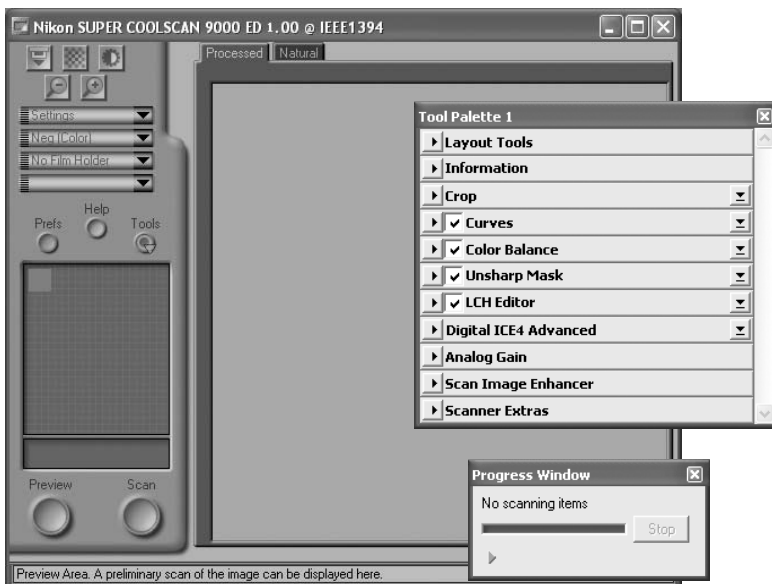 Nikon SUPER COOLSCAN 9000 ED 1.00 @ IEEE1394
Processed
Natural
Settings
Neg (Color)
No Film Holder
Prefs
Help
Tools
Preview
Scan
Tool Palette 1
Layout Tools
Information
Crop
Curves
Color Balance
Unsharp Mask
LCH Editor
Digital ICE4 Advanced
Analog Gain
Scan Image Enhancer
Scanner Extras
Progress Window
No scanning items
Stop
Preview Area. A preliminary scan of the image can be displayed here.